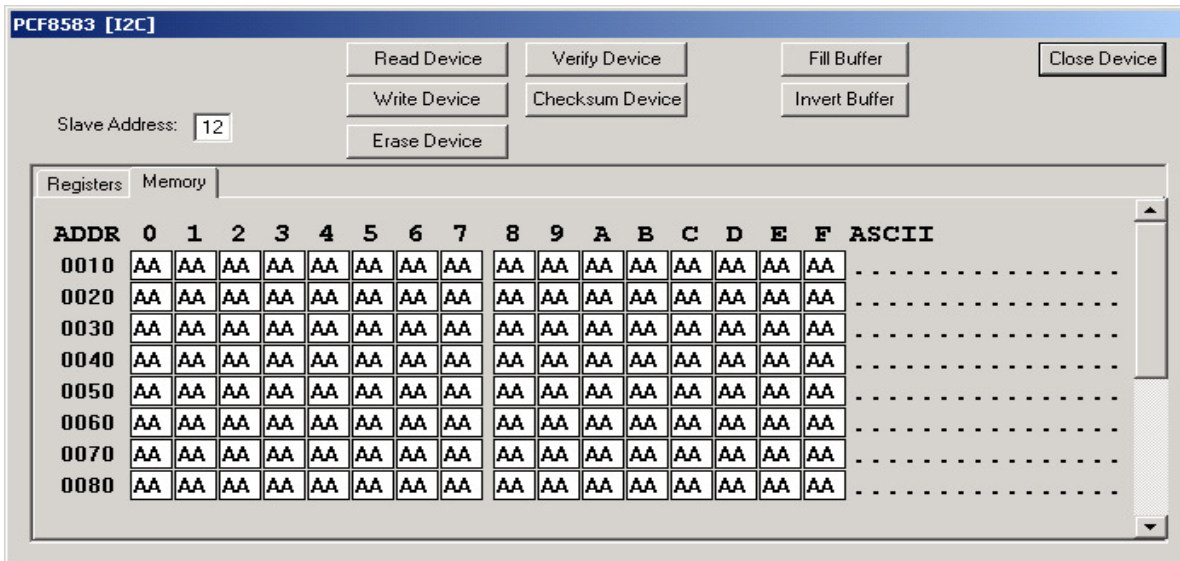 PCF8583 [I2C]
Read Device Verify Device Fill Buffer Close Device
Write Device Checksum Device Invert Buffer
Slave Address: 12
Erase Device
Registers Memory
ADDR 0 1 2 3 4 5 6 7 8 9 A B C D E F ASCII
0010 AA AA AA AA AA AA AA AA AA AA AA AA AA AA AA AA . . . . . . . . . . . . . . . .
0020 AA AA AA AA AA AA AA AA AA AA AA AA AA AA AA AA . . . . . . . . . . . . . . . .
0030 AA AA AA AA AA AA AA AA AA AA AA AA AA AA AA AA . . . . . . . . . . . . . . . .
0040 AA AA AA AA AA AA AA AA AA AA AA AA AA AA AA AA . . . . . . . . . . . . . . . .
0050 AA AA AA AA AA AA AA AA AA AA AA AA AA AA AA AA . . . . . . . . . . . . . . . .
0060 AA AA AA AA AA AA AA AA AA AA AA AA AA AA AA AA . . . . . . . . . . . . . . . .
0070 AA AA AA AA AA AA AA AA AA AA AA AA AA AA AA AA . . . . . . . . . . . . . . . .
0080 AA AA AA AA AA AA AA AA AA AA AA AA AA AA AA AA . . . . . . . . . . . . . . . .